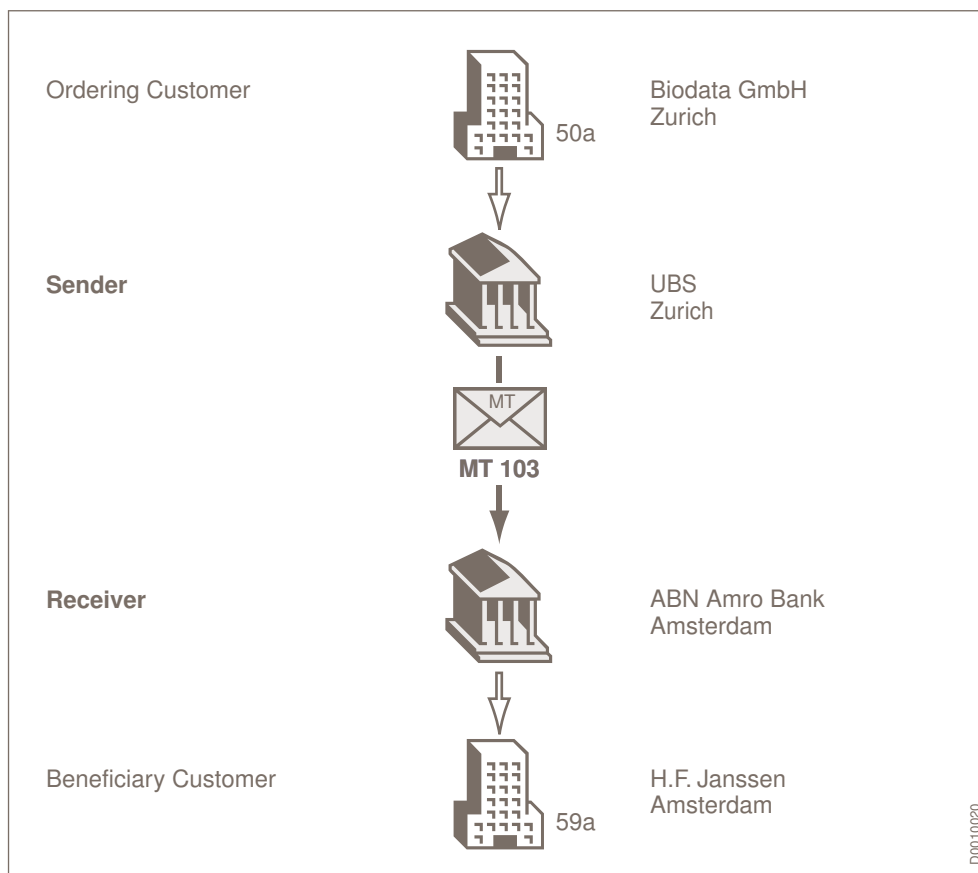 Ordering Customer
50a
Biodata GmbH
Zurich
Sender
UBS
Zurich
MT
MT 103
Receiver
ABN Amro Bank
Amsterdam
Beneficiary Customer
59a
H.F. Janssen
Amsterdam
D0010020